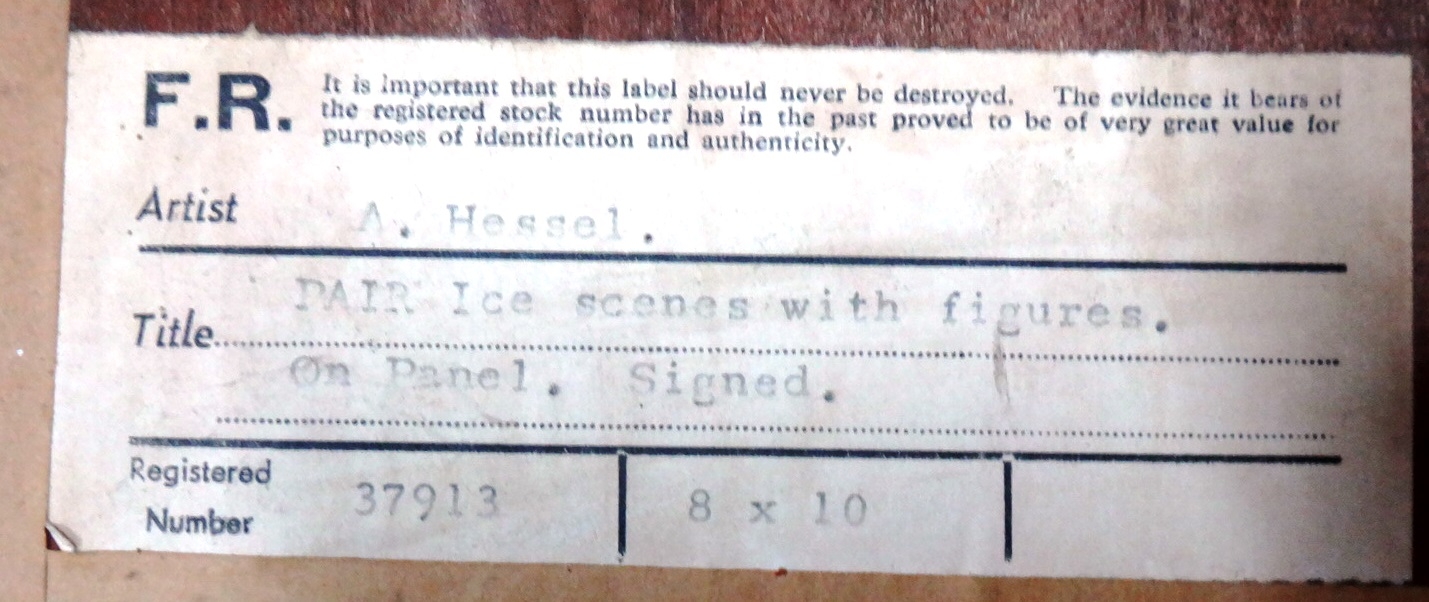 F.R.
It is important that this label should never be destroyed. The evidence it bears of
the registered stock number has in the past proved to be of very great value for
purposes of identification and authenticity.
Artist A. Hessel.
PAIR Ice scenes with figures.
Title
On Panel. Signed.
Registered
Number 37913 8 x 10